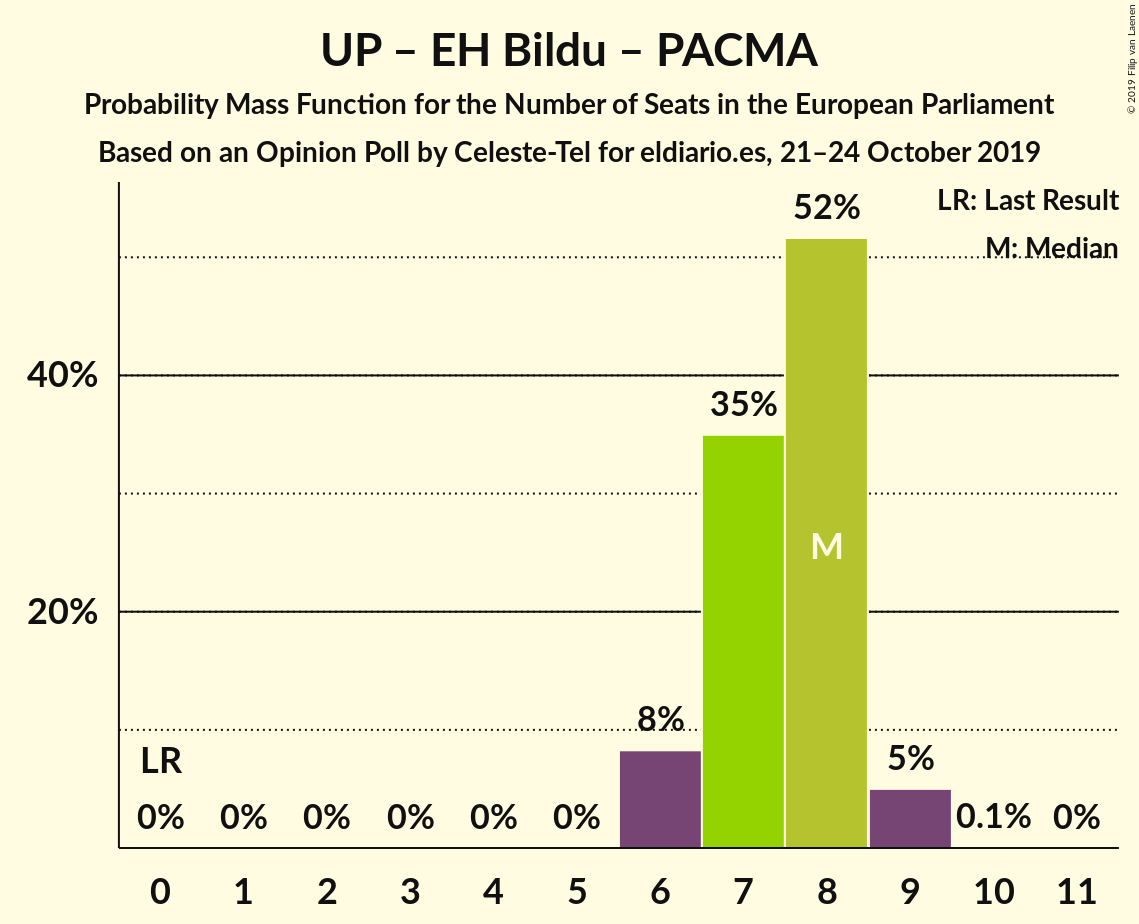 UP – EH Bildu – PACMA
Probability Mass Function for the Number of Seats in the European Parliament
Based on an Opinion Poll by Celeste-Tel for eldiario.es, 21–24 October 2019
© 2019 Filip van Laenen
LR: Last Result
M: Median
52%
40%
35%
M
20%
8%
LR
5%
0% 0% 0% 0% 0% 0% 0.1% 0%
0 1 2 3 4 5 6 7 8 9 10 11